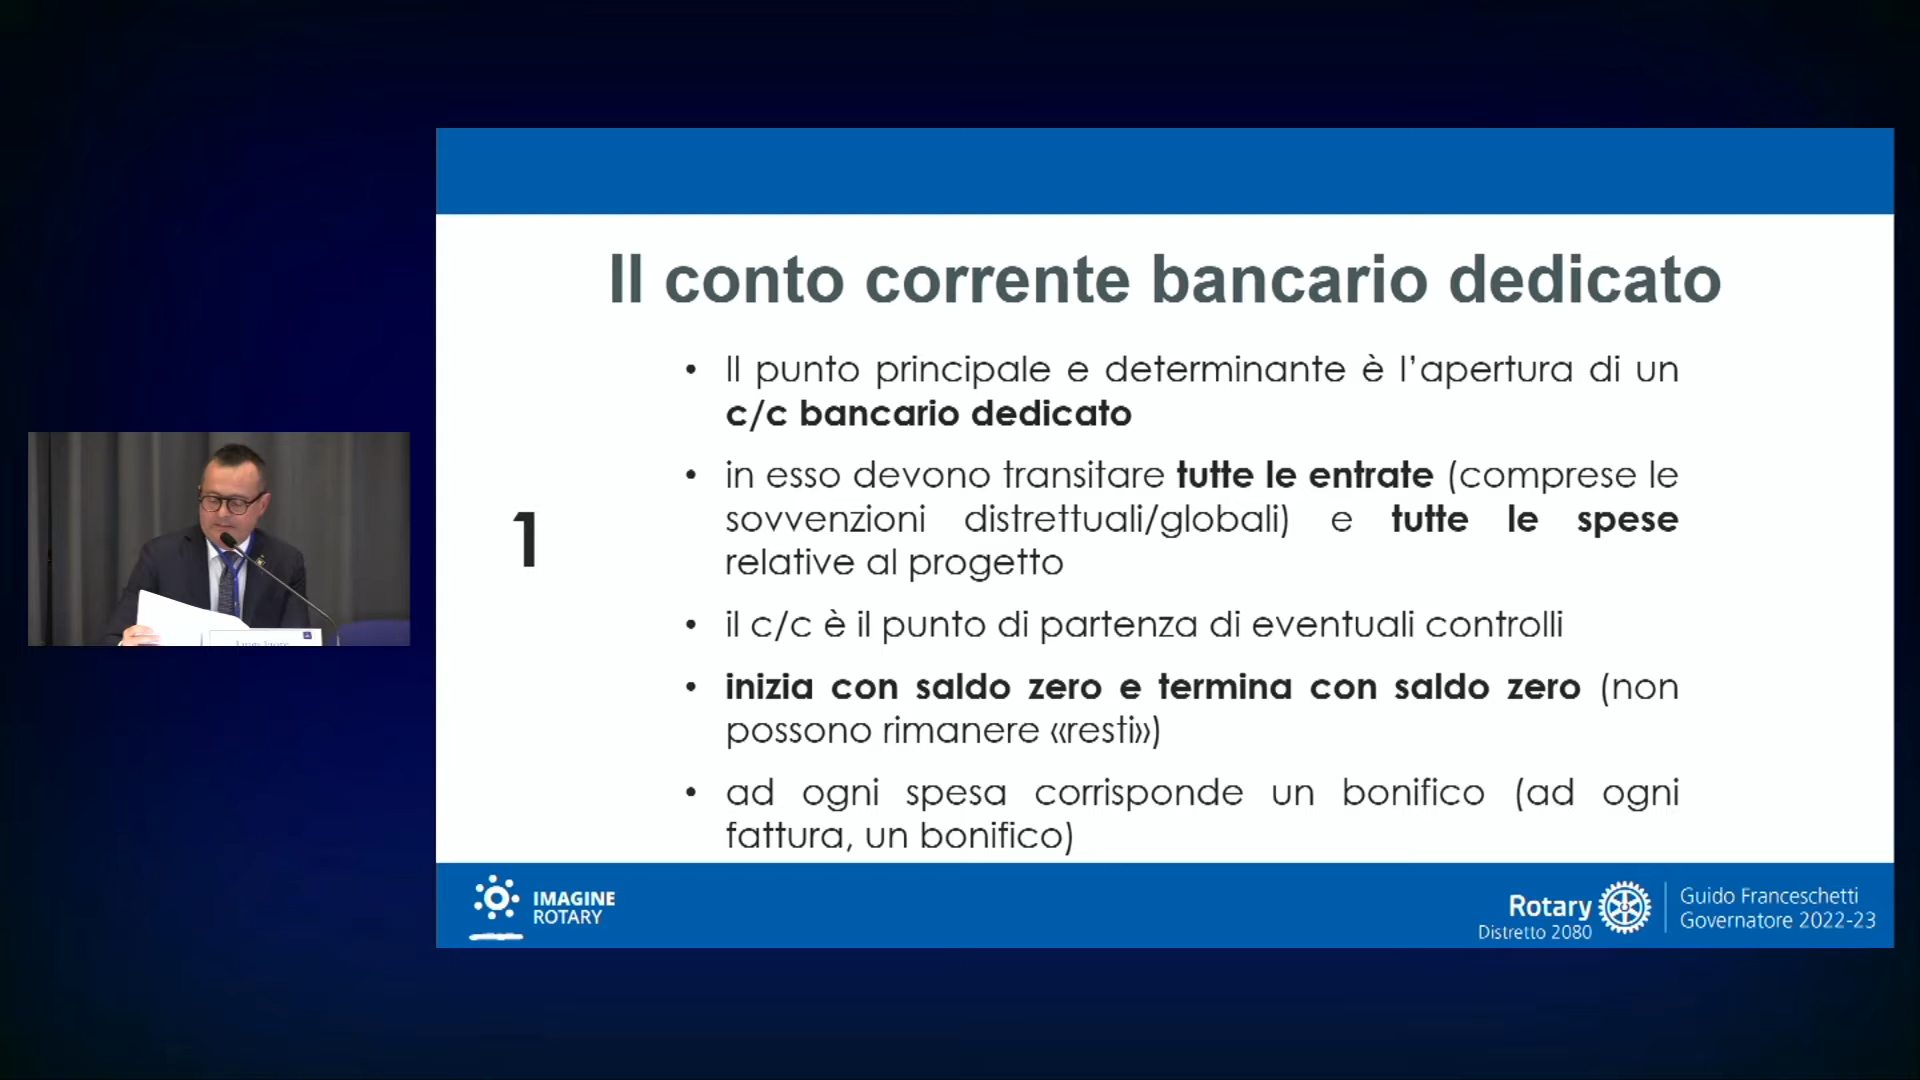 Il conto corrente bancario dedicato
1
• Il punto principale e determinante è l’apertura di un
c/c bancario dedicato
• in esso devono transitare tutte le entrate (comprese le
sovvenzioni distrettuali/globali) e tutte le spese
relative al progetto
• il c/c è il punto di partenza di eventuali controlli
• inizia con saldo zero e termina con saldo zero (non
possono rimanere «resti»)
• ad ogni spesa corrisponde un bonifico (ad ogni
fattura, un bonifico)
IMAGINE
ROTARY
Rotary
Distretto 2080
Guido Franceschetti
Governatore 2022-23